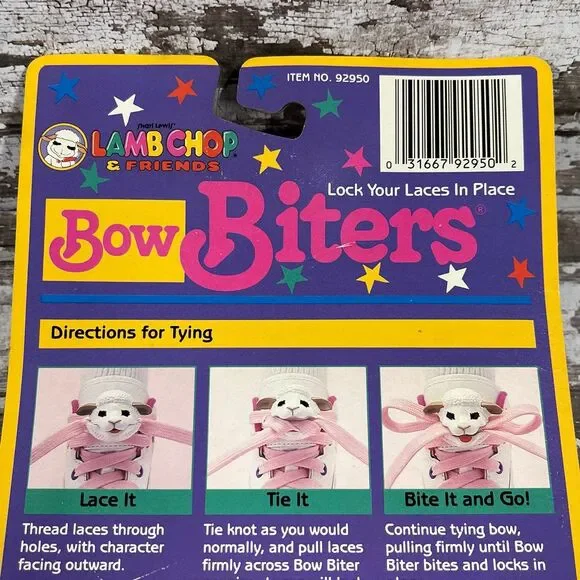 ITEM NO. 92950
Shari Lewis'
LAMB CHOP
& FRIENDS
0 31667 92950 2
Lock Your Laces In Place
Bow Biters®
Directions for Tying
Lace It
Tie It
Bite It and Go!
Thread laces through
holes, with character
facing outward.
Tie knot as you would
normally, and pull laces
firmly across Bow Biter
Continue tying bow,
pulling firmly until Bow
Biter bites and locks in